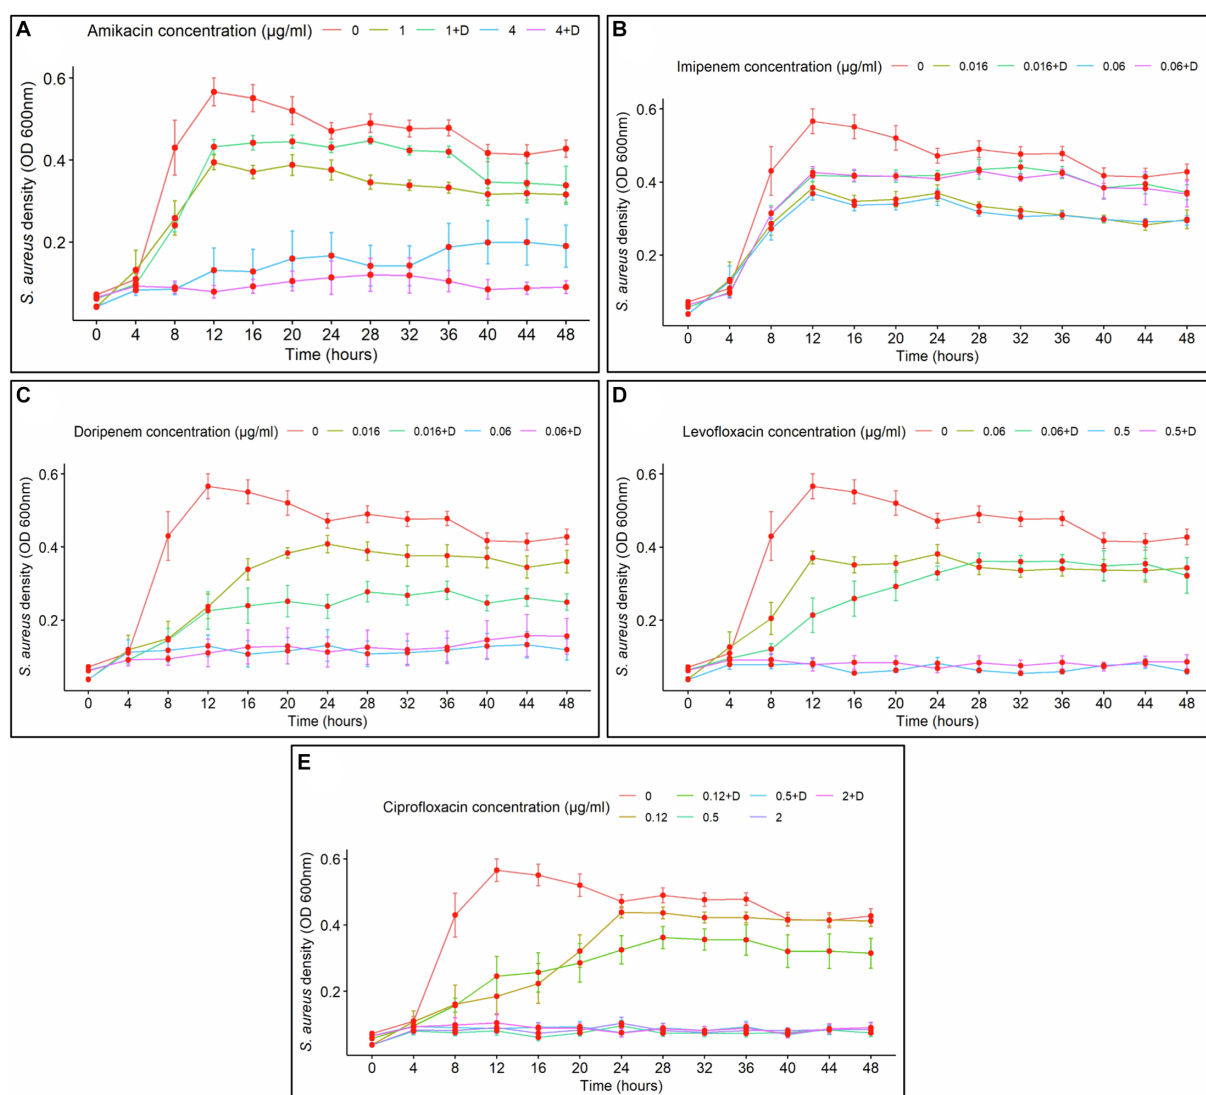 A
Amikacin concentration (µg/ml) 0 1 1+D 4 4+D
S. aureus density (OD 600nm)
0.6
0.4
0.2
0 4 8 12 16 20 24 28 32 36 40 44 48
Time (hours)
B
Imipenem concentration (µg/ml) 0 0.016 0.016+D 0.06 0.06+D
S. aureus density (OD 600nm)
0.6
0.4
0.2
0 4 8 12 16 20 24 28 32 36 40 44 48
Time (hours)
C
Doripenem concentration (µg/ml) 0 0.016 0.016+D 0.06 0.06+D
S. aureus density (OD 600nm)
0.6
0.4
0.2
0 4 8 12 16 20 24 28 32 36 40 44 48
Time (hours)
D
Levofloxacin concentration (µg/ml) 0 0.06 0.06+D 0.5 0.5+D
S. aureus density (OD 600nm)
0.6
0.4
0.2
0 4 8 12 16 20 24 28 32 36 40 44 48
Time (hours)
E
Ciprofloxacin concentration (µg/ml)
0 0.12+D 0.5+D 2+D
0.12 0.5 2
S. aureus density (OD 600nm)
0.6
0.4
0.2
0 4 8 12 16 20 24 28 32 36 40 44 48
Time (hours)